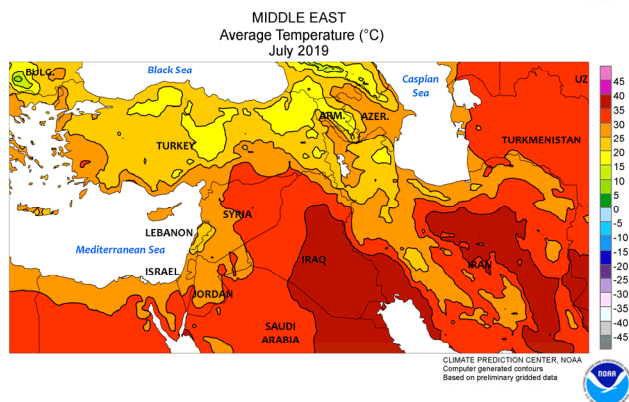 MIDDLE EAST
Average Temperature (°C)
July 2019
BULG.
Black Sea
Caspian
Sea
UZ
ARM.
AZER.
TURKEY
TURKMENISTAN
SYRIA
LEBANON
Mediterranean Sea
IRAQ
IRAN
ISRAEL
JORDAN
SAUDI
ARABIA
45
40
35
30
25
20
15
10
5
0
-5
-10
-15
-20
-25
-30
-35
-40
-45
CLIMATE PREDICTION CENTER, NOAA
Computer generated contours
Based on preliminary gridded data
NOAA